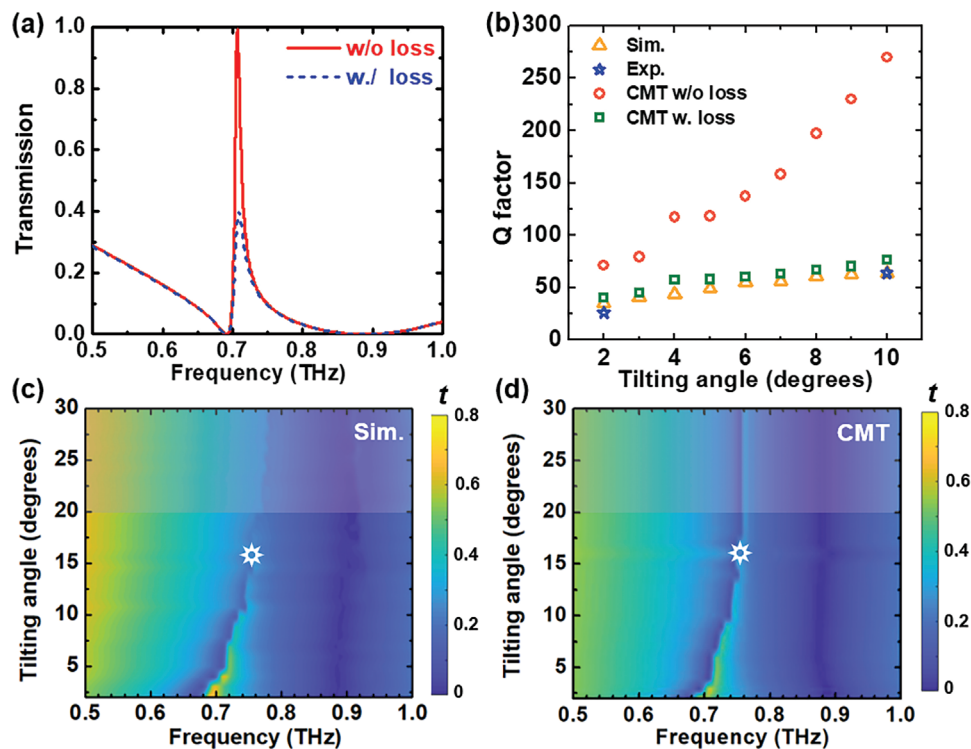 (a)
Transmission
1.0
0.8
0.6
0.4
0.2
0.0
w/o loss
w./ loss
0.5 0.6 0.7 0.8 0.9 1.0
Frequency (THz)
(b)
Q factor
300
250
200
150
100
50
0
Sim.
Exp.
CMT w/o loss
CMT w. loss
2 4 6 8 10
Tilting angle (degrees)
(c)
Tilting angle (degrees)
30
25
20
15
10
5
Sim.
0.5 0.6 0.7 0.8 0.9 1.0
Frequency (THz)
t
0.8
0.6
0.4
0.2
0
(d)
Tilting angle (degrees)
30
25
20
15
10
5
CMT
0.5 0.6 0.7 0.8 0.9 1.0
Frequency (THz)
t
0.8
0.6
0.4
0.2
0